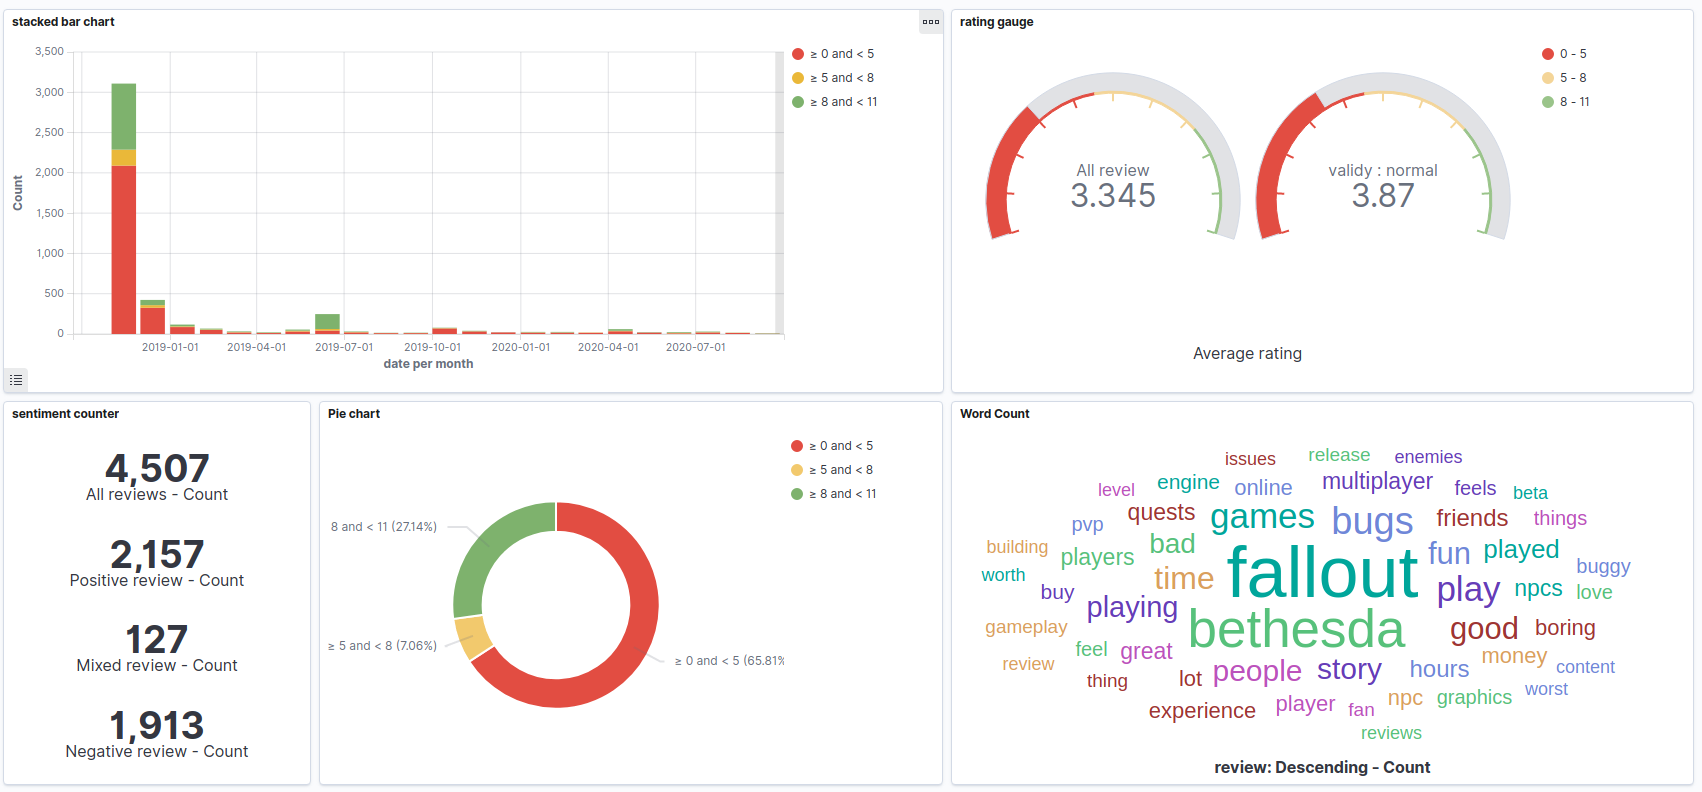 stacked bar chart
3,500
3,000
2,500
2,000
1,500
1,000
500
0
Count
2019-01-01 2019-04-01 2019-07-01 2019-10-01 2020-01-01 2020-04-01 2020-07-01
date per month
≥ 0 and < 5
≥ 5 and < 8
≥ 8 and < 11
rating gauge
All review
3.345
validy : normal
3.87
0 - 5
5 - 8
8 - 11
Average rating
sentiment counter
4,507
All reviews - Count
2,157
Positive review - Count
127
Mixed review - Count
1,913
Negative review - Count
Pie chart
≥ 0 and < 5
≥ 5 and < 8
≥ 8 and < 11
8 and < 11 (27.14%)
≥ 5 and < 8 (7.06%)
≥ 0 and < 5 (65.81%
Word Count
issues release enemies
level engine online multiplayer feels beta
pvp quests games bugs friends things
building players bad fallout fun played
worth time play npcs buggy
buy playing love
gameplay bethesda good boring
review feel great people story hours money content
thing lot npc graphics worst
experience player fan
reviews
review: Descending - Count